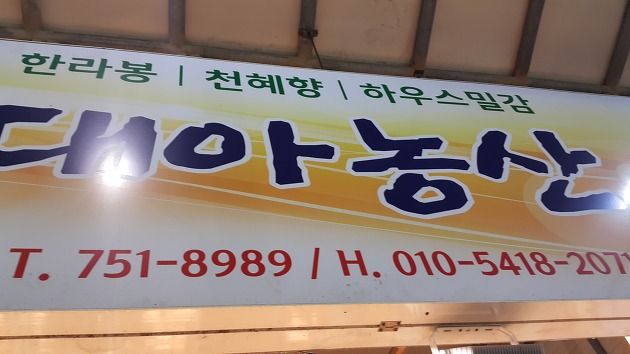 한라봉 | 천혜향 | 하우스밀감
대아농산
T. 751-8989 / H. 010-5418-2071